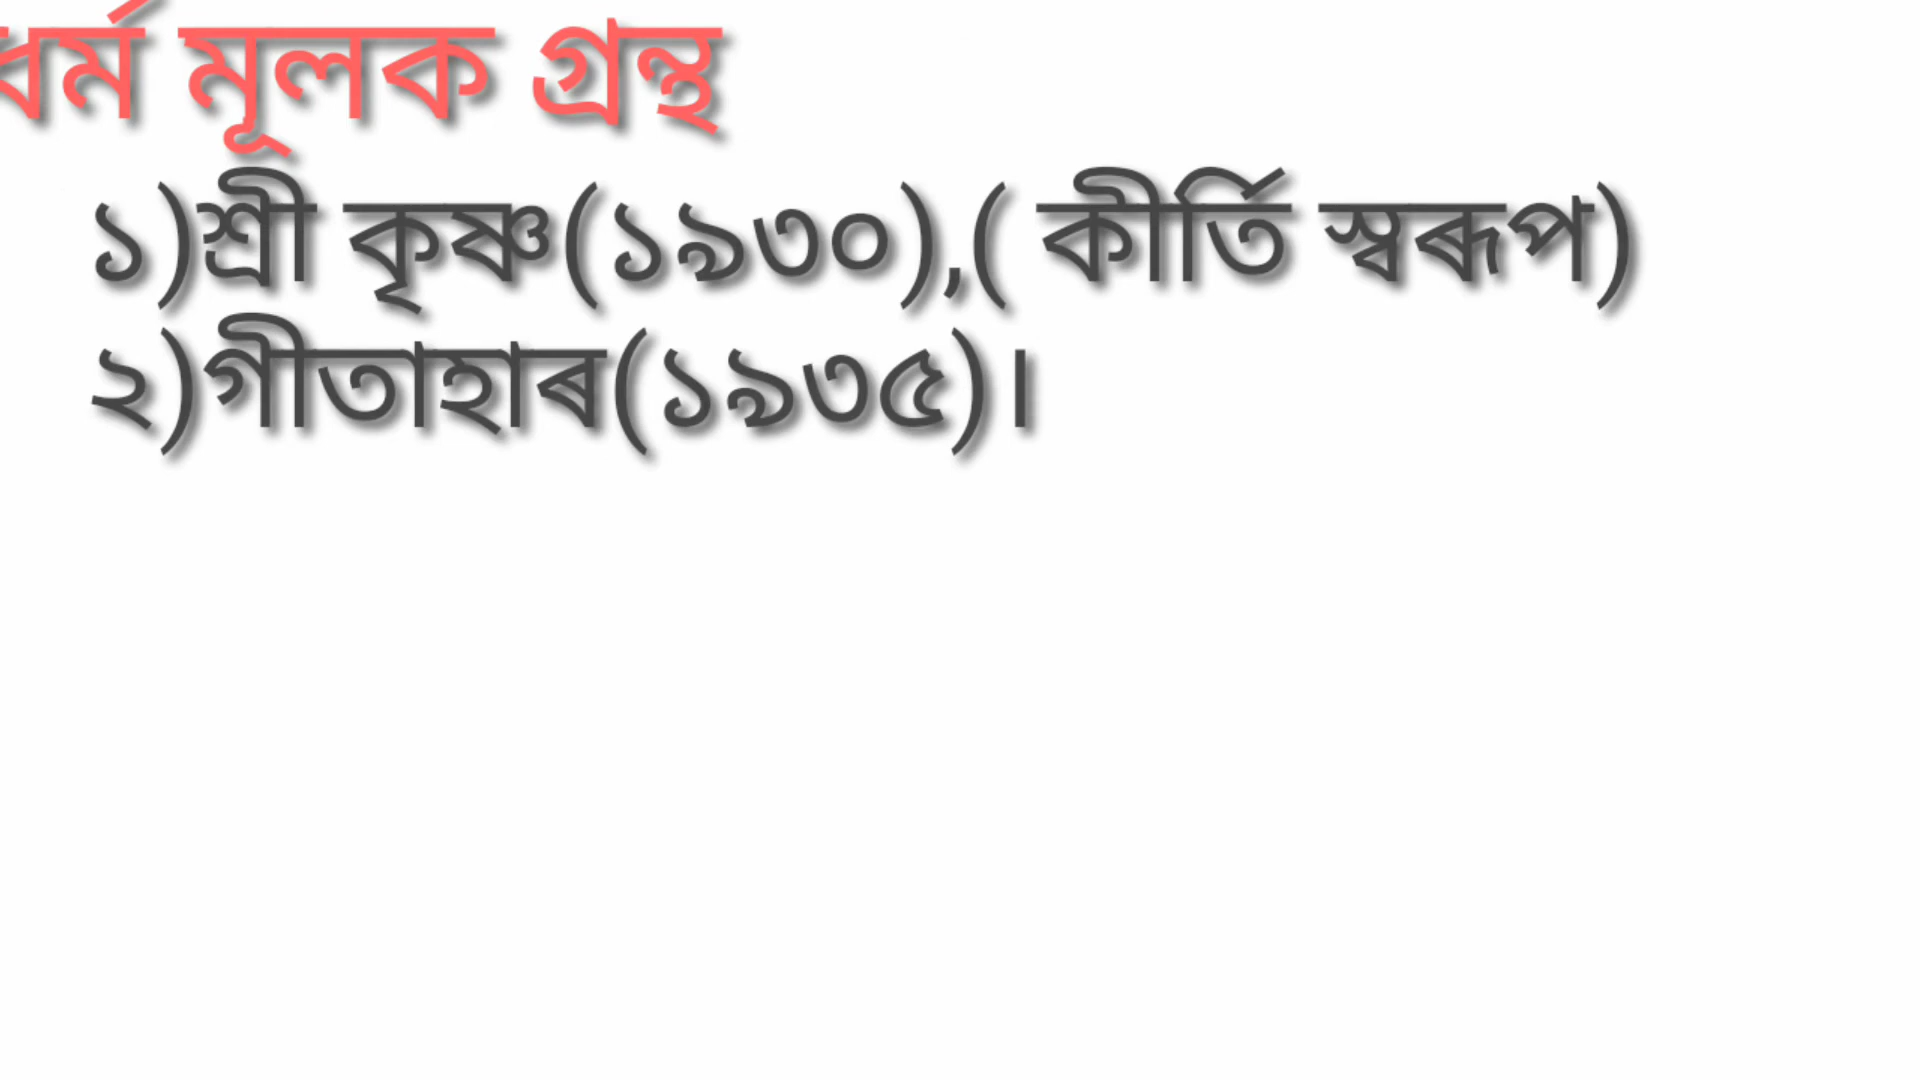 ধৰ্ম মূলক গ্ৰন্থ
১)শ্ৰী কৃষ্ণ(১৯৩০),( কীৰ্তি স্বৰূপ)
২)গীতাহাৰ(১৯৩৫)।